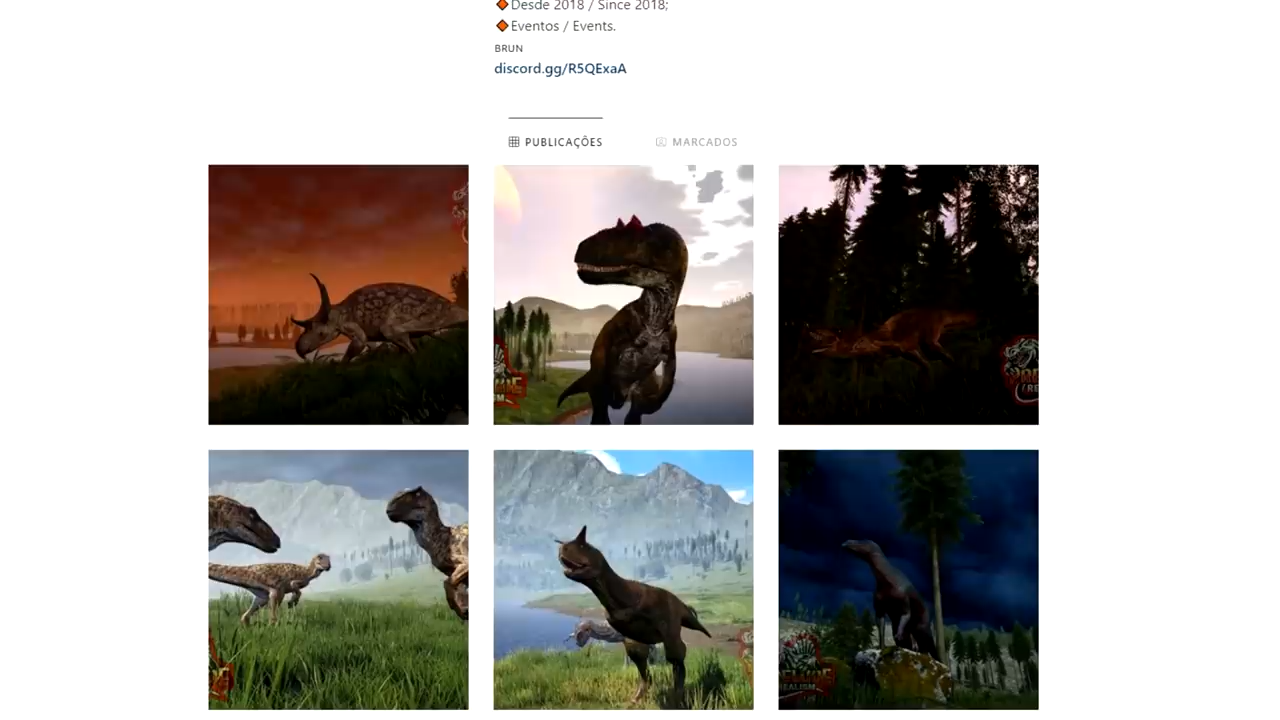 Desde 2018 / Since 2018;
Eventos / Events.
BRUN
discord.gg/R5QExaA
PUBLICAÇÕES
MARCADOS